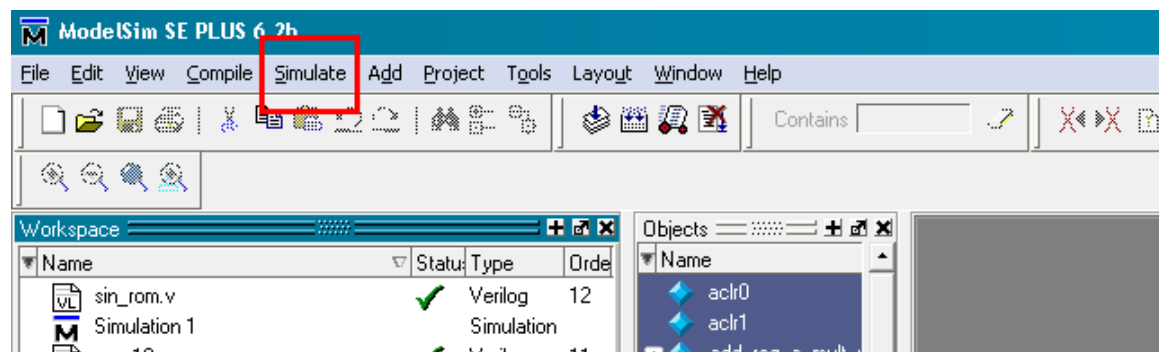 ModelSim SE PLUS 6.2b
File Edit View Compile Simulate Add Project Tools Layout Window Help
Contains
Workspace
Objects
Name Statu: Type Orde
Name
sin_rom.v Verilog 12
aclr0
Simulation 1 Simulation
aclr1